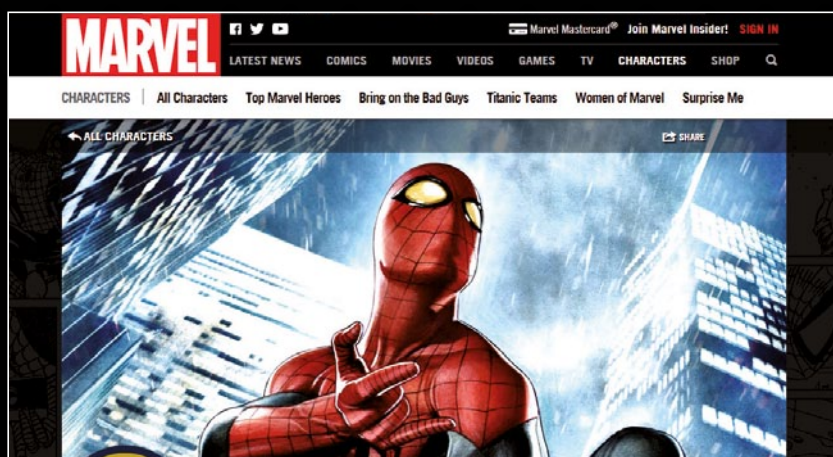 MARVEL
Marvel Mastercard® Join Marvel Insider! SIGN IN
LATEST NEWS COMICS MOVIES VIDEOS GAMES TV CHARACTERS SHOP
CHARACTERS | All Characters Top Marvel Heroes Bring on the Bad Guys Titanic Teams Women of Marvel Surprise Me
ALL CHARACTERS SHARE